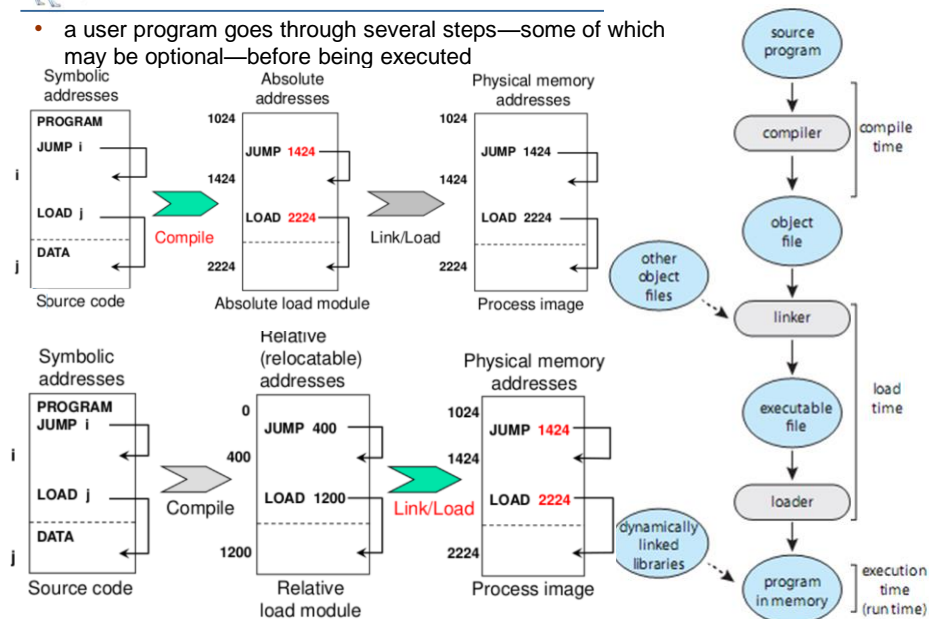 • a user program goes through several steps—some of which
may be optional—before being executed
Symbolic
addresses
PROGRAM
JUMP i
i
LOAD j
DATA
j
Source code
Compile
Absolute
addresses
1024
JUMP 1424
1424
LOAD 2224
2224
Absolute load module
Link/Load
Physical memory
addresses
1024
JUMP 1424
1424
LOAD 2224
2224
Process image
Symbolic
addresses
PROGRAM
JUMP i
i
LOAD j
DATA
j
Source code
Compile
Relative
(relocatable)
addresses
0
JUMP 400
400
LOAD 1200
1200
Relative
load module
Link/Load
Physical memory
addresses
1024
JUMP 1424
1424
LOAD 2224
2224
Process image
source
program
compiler
compile
time
object
file
other
object
files
linker
executable
file
load
time
loader
dynamically
linked
libraries
program
in memory
execution
time
(run time)